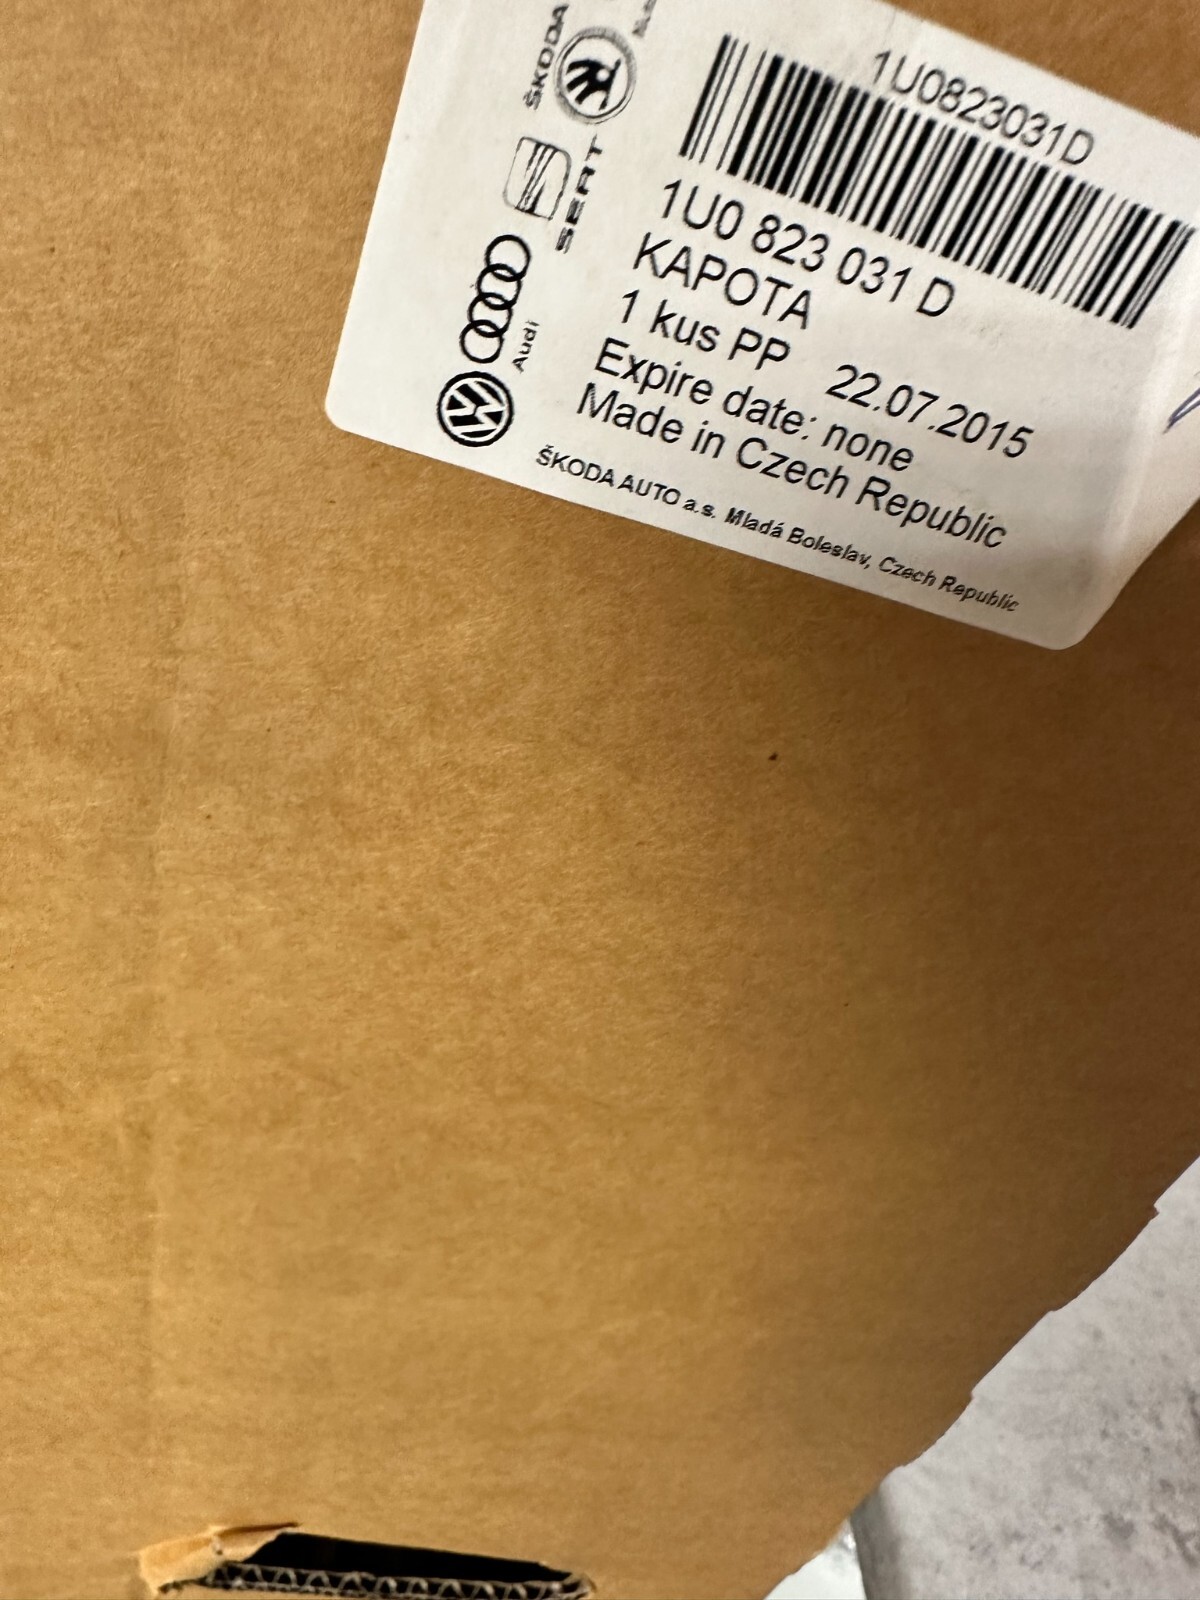 1U0823031D
1U0 823 031 D
KAPOTA
1 kus PP 22.07.2015
Expire date: none
Made in Czech Republic
ŠKODA AUTO a.s. Mladá Boleslav, Czech Republic
ŠKODA
SEAT
Audi